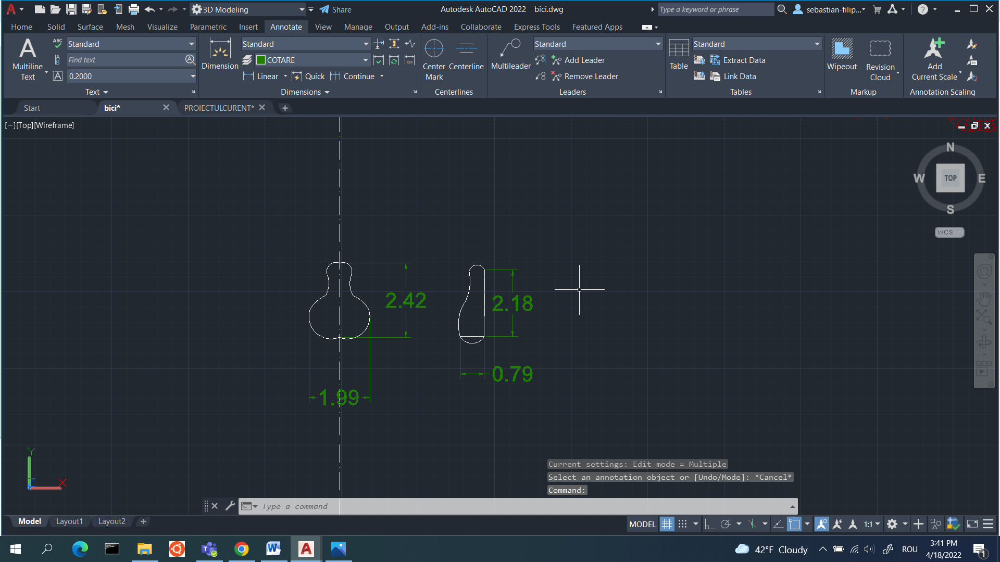 3D Modeling
Share
Autodesk AutoCAD 2022 bici.dwg
Type a keyword or phrase
sebastian-filip...
Home Solid Surface Mesh Visualize Parametric Insert Annotate View Manage Output Add-ins Collaborate Express Tools Featured Apps
Multiline Text
ABC
Standard
Find text
0.2000
Text
Dimension
Standard
COTARE
Linear Quick Continue
Dimensions
Center Mark
Centerline
Centerlines
Multileader
Standard
Add Leader
Remove Leader
Leaders
Table
Standard
Extract Data
Link Data
Tables
Wipeout
Revision Cloud
Markup
Add Current Scale
Annotation Scaling
Start bici* PROIECTULCURENT*
[−][Top][Wireframe]
N
W TOP E
S
WCS
2.42
2.18
0.79
1.99
Y
X
Z
Current settings: Edit mode = Multiple
Select an annotation object or [Undo/Mode]: *Cancel*
Command:
Type a command
Model Layout1 Layout2
MODEL
1:1
42°F Cloudy
ROU
3:41 PM
4/18/2022
1